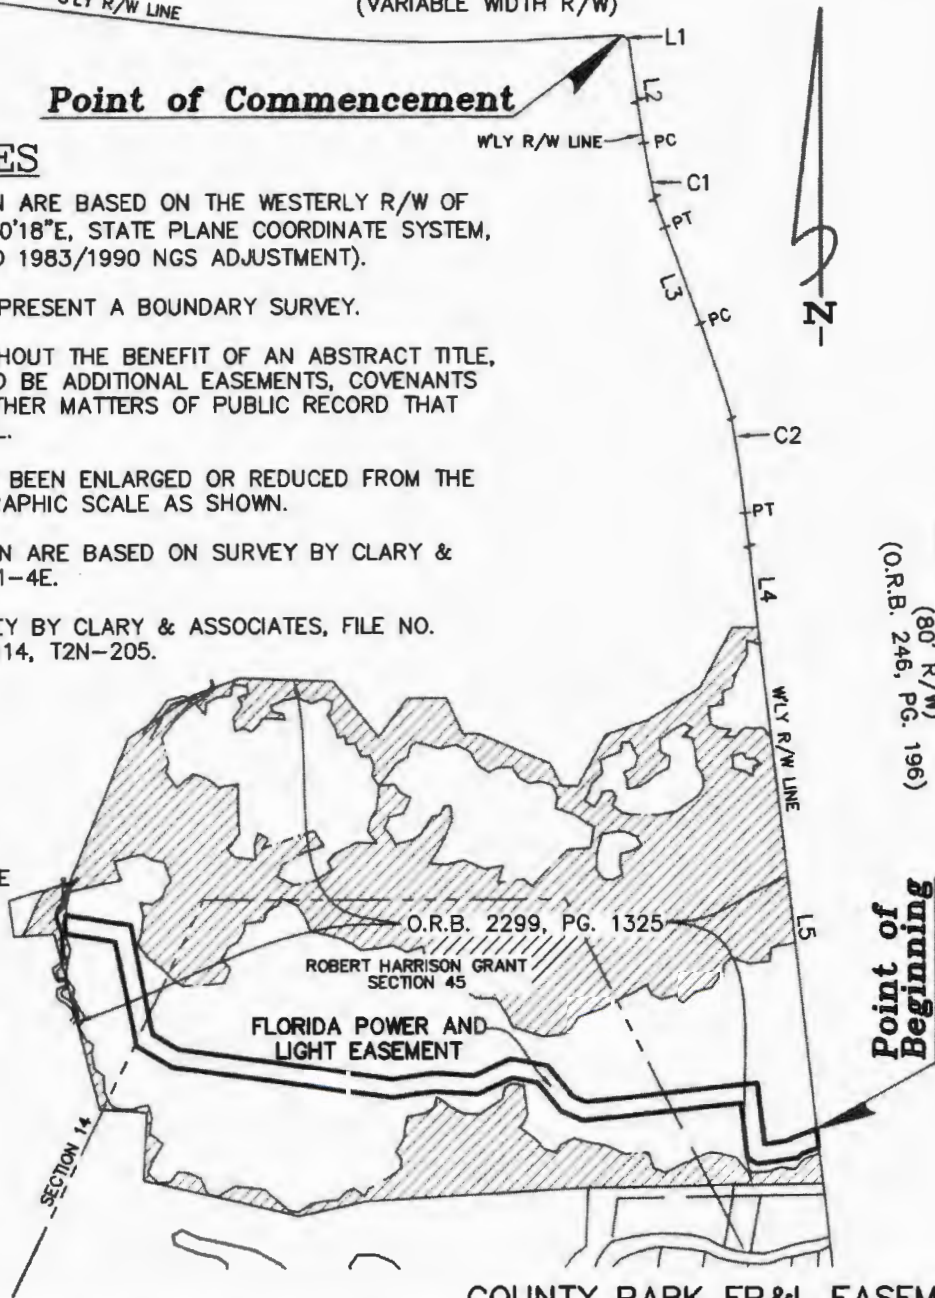 'LY R/W LINE
(VARIABLE WIDTH R/W)
L1
Point of Commencement
L2
W'LY R/W LINE
PC
C1
PT
L3
PC
C2
PT
L4
N
ES
N ARE BASED ON THE WESTERLY R/W OF
0'18"E, STATE PLANE COORDINATE SYSTEM,
D 1983/1990 NGS ADJUSTMENT).
PRESENT A BOUNDARY SURVEY.
HOUT THE BENEFIT OF AN ABSTRACT TITLE,
D BE ADDITIONAL EASEMENTS, COVENANTS
THER MATTERS OF PUBLIC RECORD THAT
L.
BEEN ENLARGED OR REDUCED FROM THE
APHIC SCALE AS SHOWN.
N ARE BASED ON SURVEY BY CLARY &
1-4E.
EY BY CLARY & ASSOCIATES, FILE NO.
14, T2N-205.
(80' R/W)
(O.R.B. 246, PG. 196)
W'LY R/W LINE
E
L5
O.R.B. 2299, PG. 1325
ROBERT HARRISON GRANT
SECTION 45
FLORIDA POWER AND
LIGHT EASEMENT
Point of
Beginning
SECTION 14
COUNTY PARK FP&L EASEM